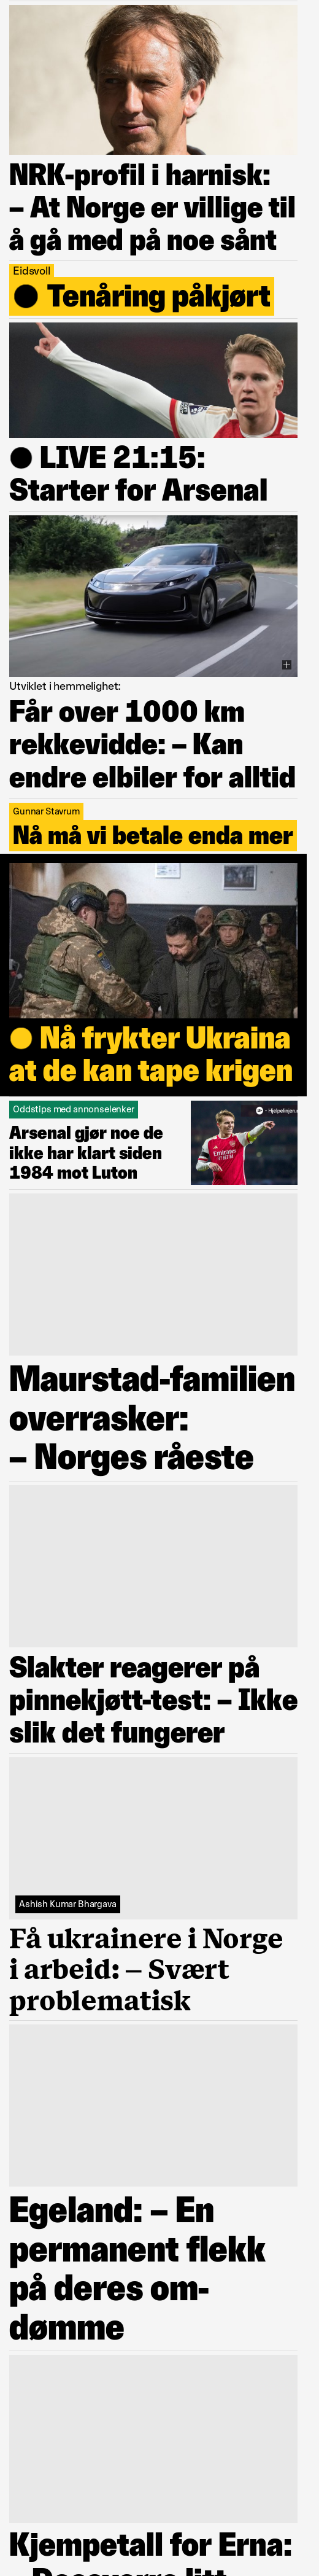 NRK-profil i harnisk:
– At Norge er villige til
å gå med på noe sånt
Eidsvoll
● Tenåring påkjørt
● LIVE 21:15:
Starter for Arsenal
Utviklet i hemmelighet:
Får over 1000 km
rekkevidde: – Kan
endre elbiler for alltid
Gunnar Stavrum
Nå må vi betale enda mer
● Nå frykter Ukraina
at de kan tape krigen
Oddstips med annonselenker
Arsenal gjør noe de
ikke har klart siden
1984 mot Luton
Maurstad-familien
overrasker:
– Norges råeste
Slakter reagerer på
pinnekjøtt-test: – Ikke
slik det fungerer
Ashish Kumar Bhargava
Få ukrainere i Norge
i arbeid: – Svært
problematisk
Egeland: – En
permanent flekk
på deres om-
dømme
Kjempetall for Erna: